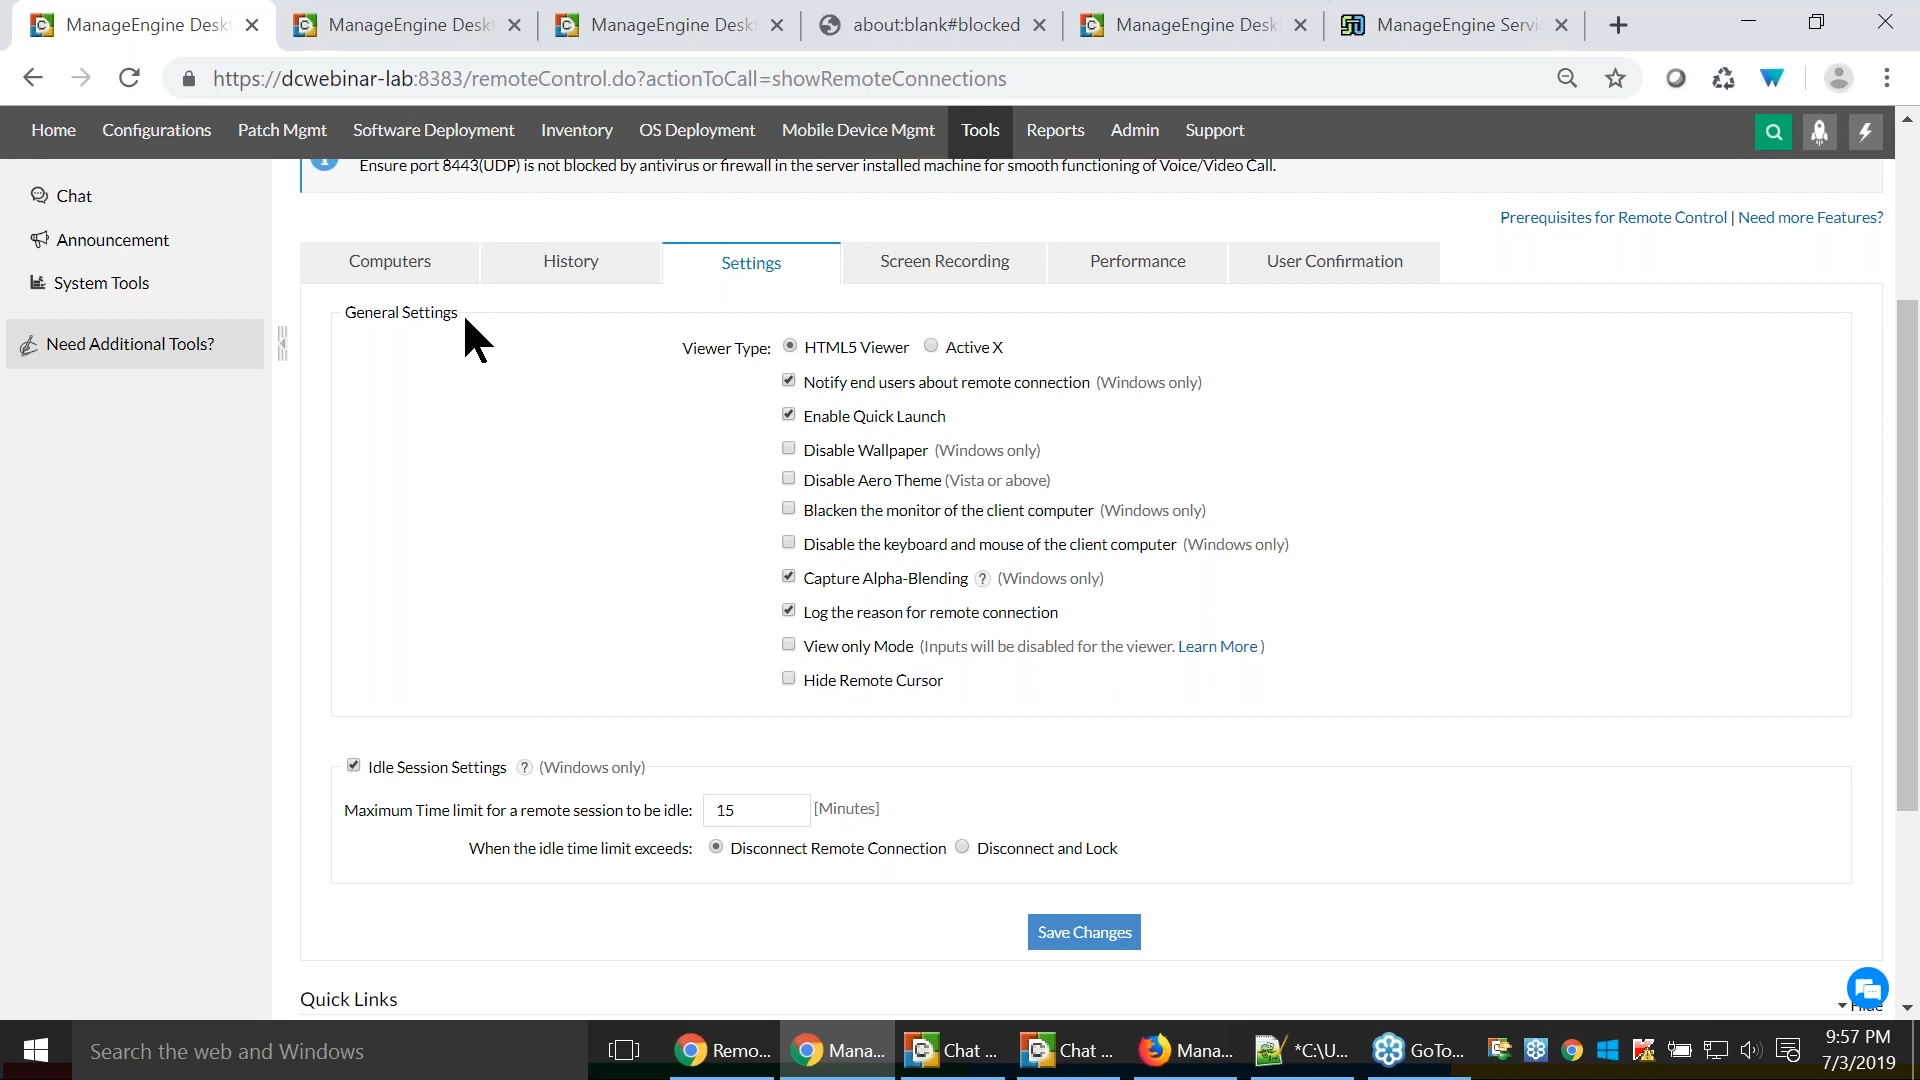 ManageEngine Desk
ManageEngine Desk
ManageEngine Desk
about:blank#blocked
ManageEngine Desk
ManageEngine Servi
https://dcwebinar-lab:8383/remoteControl.do?actionToCall=showRemoteConnections
Home Configurations Patch Mgmt Software Deployment Inventory OS Deployment Mobile Device Mgmt Tools Reports Admin Support
Ensure port 8443(UDP) is not blocked by antivirus or firewall in the server installed machine for smooth functioning of Voice/Video Call.
Chat
Announcement
System Tools
Need Additional Tools?
Prerequisites for Remote Control | Need more Features?
Computers History Settings Screen Recording Performance User Confirmation
General Settings
Viewer Type: HTML5 Viewer Active X
Notify end users about remote connection (Windows only)
Enable Quick Launch
Disable Wallpaper (Windows only)
Disable Aero Theme (Vista or above)
Blacken the monitor of the client computer (Windows only)
Disable the keyboard and mouse of the client computer (Windows only)
Capture Alpha-Blending ? (Windows only)
Log the reason for remote connection
View only Mode (Inputs will be disabled for the viewer. Learn More )
Hide Remote Cursor
Idle Session Settings ? (Windows only)
Maximum Time limit for a remote session to be idle: 15 [Minutes]
When the idle time limit exceeds: Disconnect Remote Connection Disconnect and Lock
Save Changes
Quick Links
Hide
Search the web and Windows
Remo...
Mana...
Chat ...
Chat ...
Mana...
*C:\U...
GoTo...
9:57 PM
7/3/2019